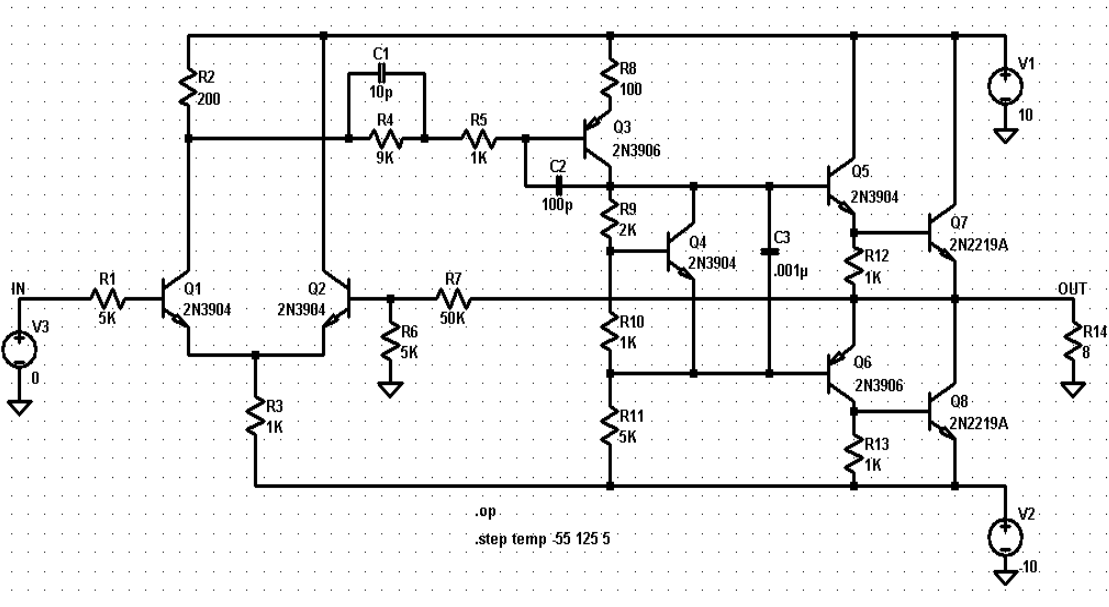 C1
10p
R2
200
R4
9K
R5
1K
R8
100
Q3
2N3906
V1
10
C2
100p
R9
2K
Q4
2N3904
C3
.001µ
Q5
2N3904
Q7
2N2219A
R12
1K
IN
R1
5K
Q1
2N3904
Q2
2N3904
R7
50K
R6
5K
OUT
R14
8
V3
0
R10
1K
Q6
2N3906
R3
1K
R11
5K
Q8
2N2219A
R13
1K
V2
-10
.op
.step temp -55 125 5